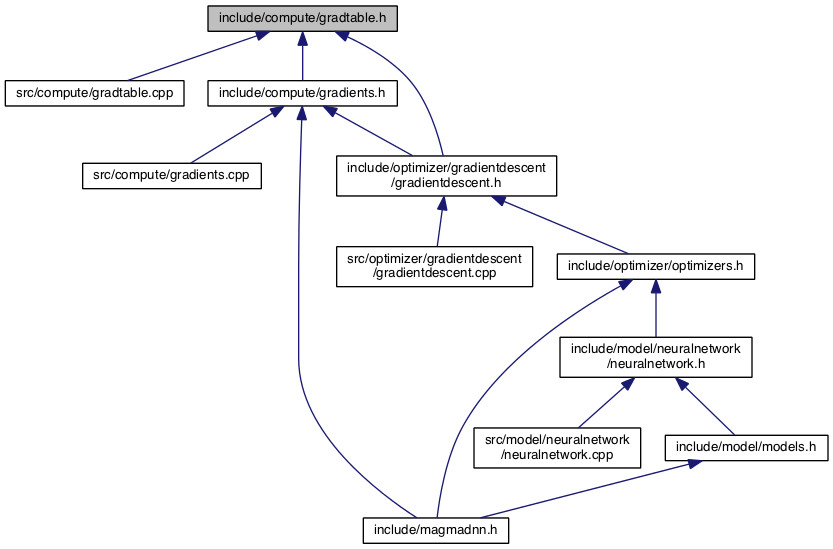 include/compute/gradtable.h
src/compute/gradtable.cpp
include/compute/gradients.h
src/compute/gradients.cpp
include/optimizer/gradientdescent
/gradientdescent.h
src/optimizer/gradientdescent
/gradientdescent.cpp
include/optimizer/optimizers.h
include/model/neuralnetwork
/neuralnetwork.h
src/model/neuralnetwork
/neuralnetwork.cpp
include/model/models.h
include/magmadnn.h